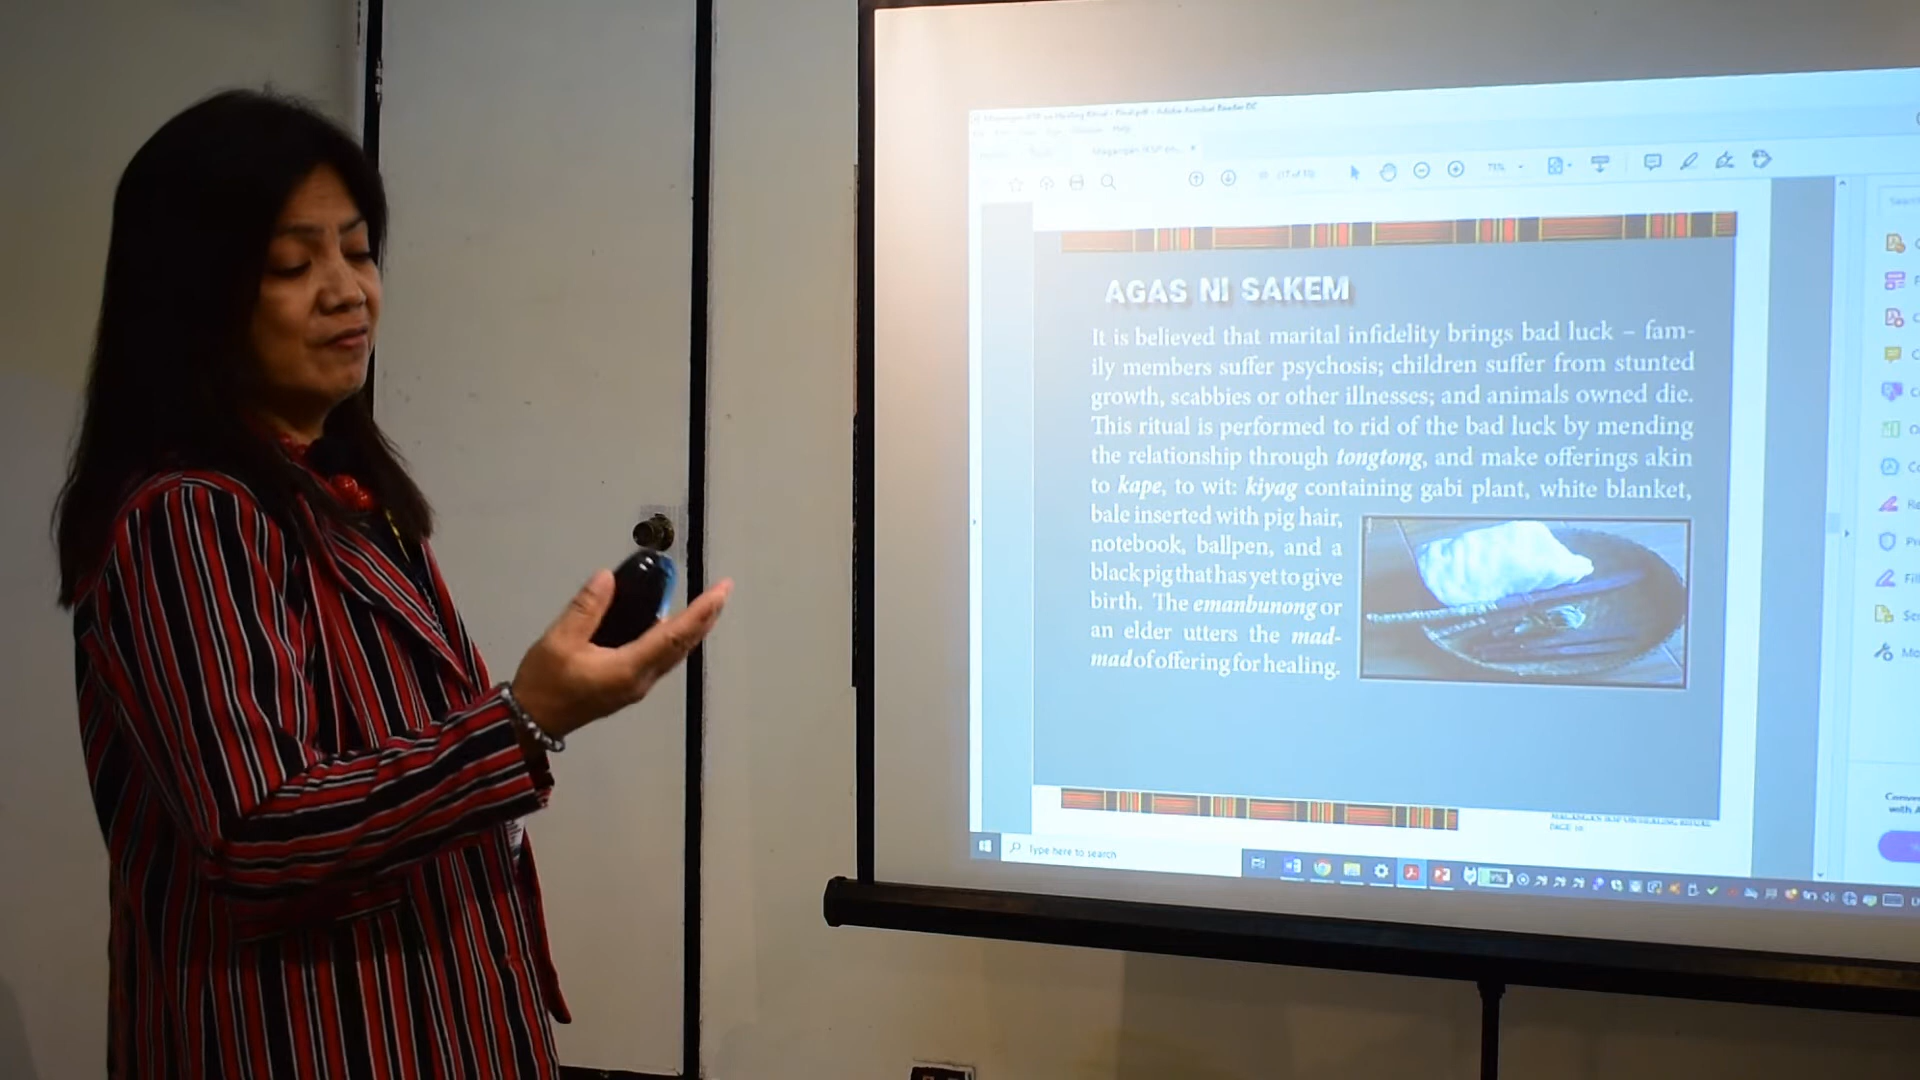 AGAS NI SAKEM
It is believed that marital infidelity brings bad luck – fam-
ily members suffer psychosis; children suffer from stunted
growth, scabbies or other illnesses; and animals owned die.
This ritual is performed to rid of the bad luck by mending
the relationship through tongtong, and make offerings akin
to kape, to wit: kiyag containing gabi plant, white blanket,
bale inserted with pig hair,
notebook, ballpen, and a
black pig that has yet to give
birth. The emanbunong or
an elder utters the mad-
mad of offering for healing.
Type here to search